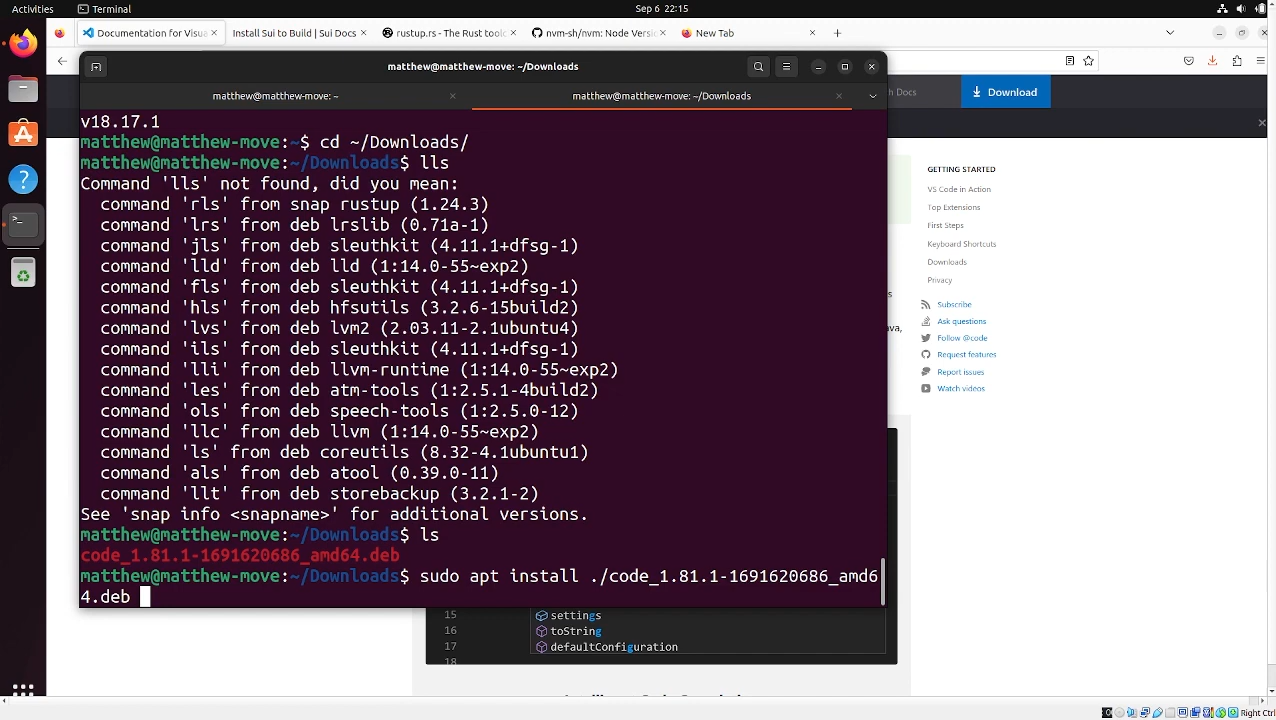 Activities
Terminal
Sep 6 22:15
Documentation for Visua
Install Sui to Build | Sui Docs
rustup.rs - The Rust toolc
nvm-sh/nvm: Node Versio
New Tab
matthew@matthew-move: ~/Downloads
ch Docs
Download
matthew@matthew-move: ~
matthew@matthew-move: ~/Downloads
v18.17.1
matthew@matthew-move:~$ cd ~/Downloads/
matthew@matthew-move:~/Downloads$ lls
Command 'lls' not found, did you mean:
command 'rls' from snap rustup (1.24.3)
command 'lrs' from deb lrslib (0.71a-1)
command 'jls' from deb sleuthkit (4.11.1+dfsg-1)
command 'lld' from deb lld (1:14.0-55~exp2)
command 'fls' from deb sleuthkit (4.11.1+dfsg-1)
command 'hls' from deb hfsutils (3.2.6-15build2)
command 'lvs' from deb lvm2 (2.03.11-2.1ubuntu4)
command 'ils' from deb sleuthkit (4.11.1+dfsg-1)
command 'lli' from deb llvm-runtime (1:14.0-55~exp2)
command 'les' from deb atm-tools (1:2.5.1-4build2)
command 'ols' from deb speech-tools (1:2.5.0-12)
command 'llc' from deb llvm (1:14.0-55~exp2)
command 'ls' from deb coreutils (8.32-4.1ubuntu1)
command 'als' from deb atool (0.39.0-11)
command 'llt' from deb storebackup (3.2.1-2)
See 'snap info <snapname>' for additional versions.
matthew@matthew-move:~/Downloads$ ls
code_1.81.1-1691620686_amd64.deb
matthew@matthew-move:~/Downloads$ sudo apt install ./code_1.81.1-1691620686_amd6
4.deb
GETTING STARTED
VS Code in Action
Top Extensions
First Steps
Keyboard Shortcuts
Downloads
Privacy
Subscribe
Ask questions
Follow @code
Request features
Report issues
Watch videos
s
ava,
15
settings
16
toString
17
defaultConfiguration
18
Right Ctrl